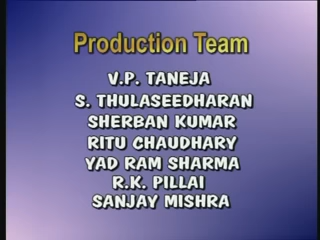 Production Team
V.P. TANEJA
S. THULASEEDHARAN
SHERBAN KUMAR
RITU CHAUDHARY
YAD RAM SHARMA
R.K. PILLAI
SANJAY MISHRA